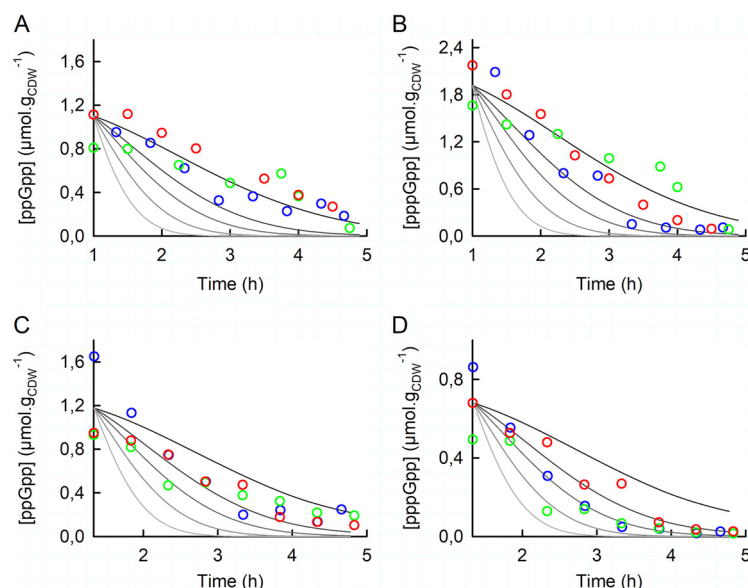 A
[ppGpp] (µmol.gCDW⁻¹)
1,6
1,2
0,8
0,4
0,0
1 2 3 4 5
Time (h)
B
[pppGpp] (µmol.gCDW⁻¹)
2,4
1,8
1,2
0,6
0,0
1 2 3 4 5
Time (h)
C
[ppGpp] (µmol.gCDW⁻¹)
1,6
1,2
0,8
0,4
0,0
2 3 4 5
Time (h)
D
[pppGpp] (µmol.gCDW⁻¹)
0,8
0,4
0,0
2 3 4 5
Time (h)